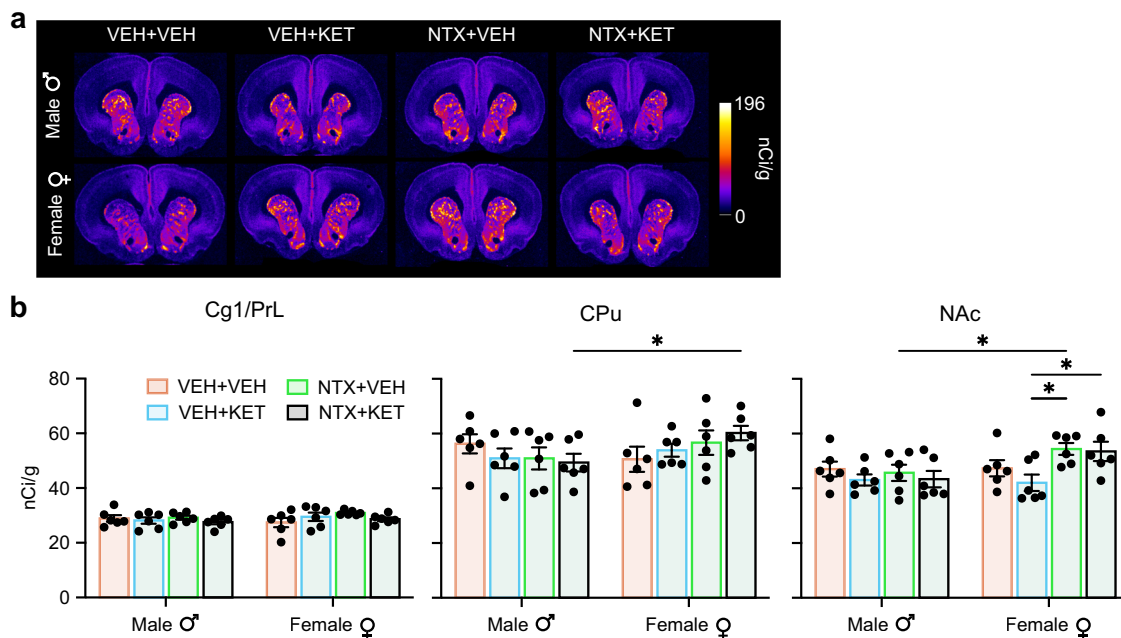 a
VEH+VEH VEH+KET NTX+VEH NTX+KET
Male ♂
Female ♀
196
0
nCi/g
b
Cg1/PrL
CPu
NAc
*
*
*
*
VEH+VEH
VEH+KET
NTX+VEH
NTX+KET
nCi/g
80
60
40
20
0
Male ♂ Female ♀
Male ♂ Female ♀
Male ♂ Female ♀